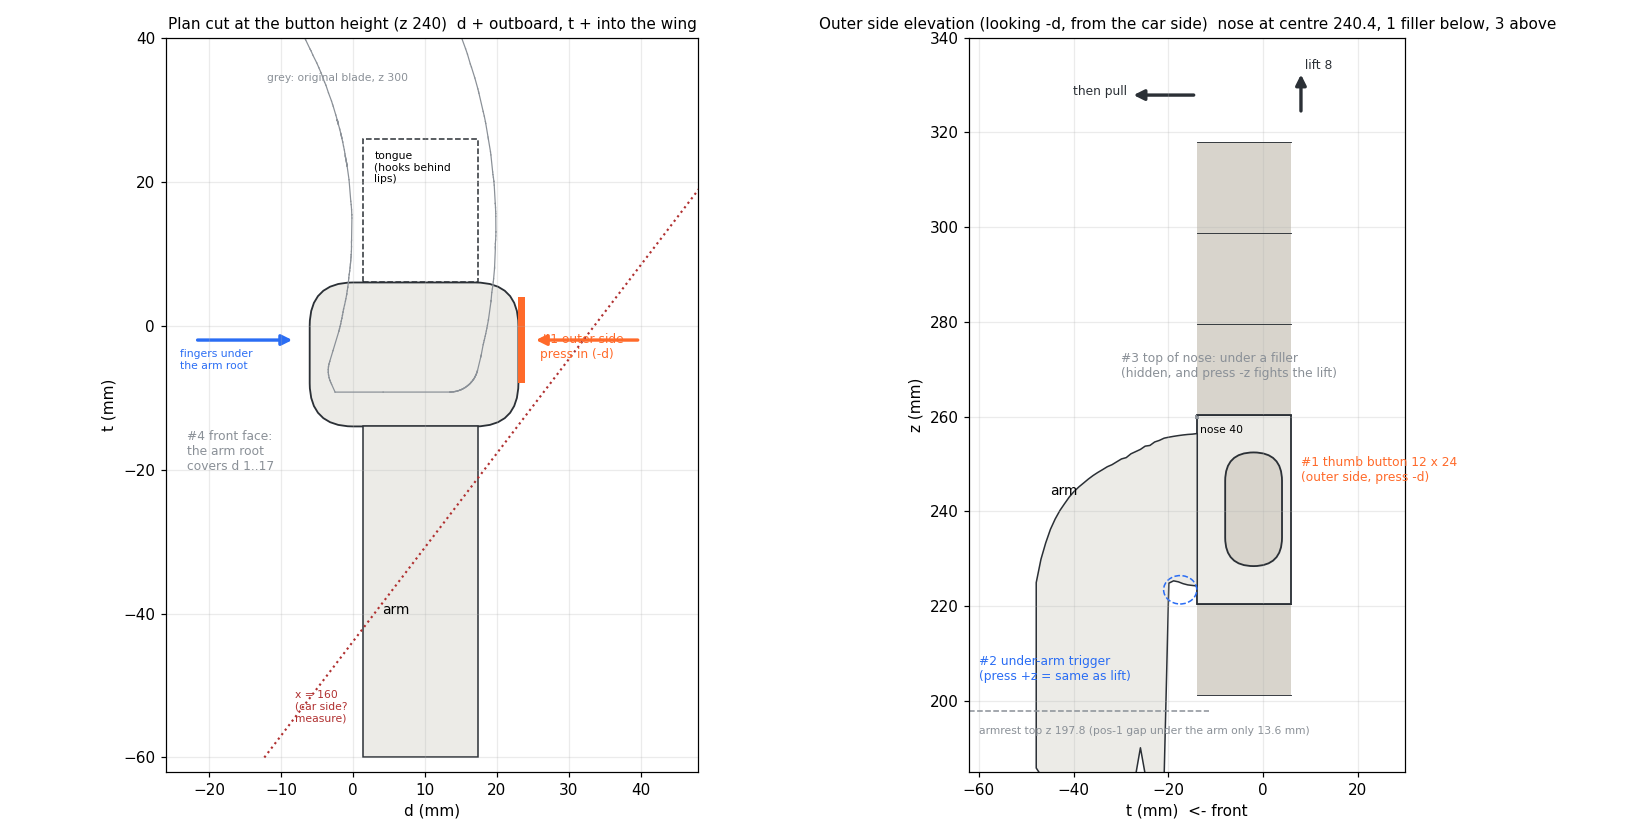 Plan cut at the button height (z 240)  d + outboard, t + into the wing
40
20
0
−20
−40
−60
t (mm)
grey: original blade, z 300
tongue
(hooks behind
lips)
fingers under
the arm root
#1 outer side
press in (-d)
#4 front face:
the arm root
covers d 1..17
arm
x = 160
(car side?
measure)
−20
−10
0
10
20
30
40
d (mm)
Outer side elevation (looking -d, from the car side)  nose at centre 240.4, 1 filler below, 3 above
340
320
300
280
260
240
220
200
z (mm)
lift 8
then pull
#3 top of nose: under a filler
(hidden, and press -z fights the lift)
nose 40
#1 thumb button 12 x 24
(outer side, press -d)
arm
#2 under-arm trigger
(press +z = same as lift)
armrest top z 197.8 (pos-1 gap under the arm only 13.6 mm)
−60
−40
−20
0
20
t (mm)  <- front